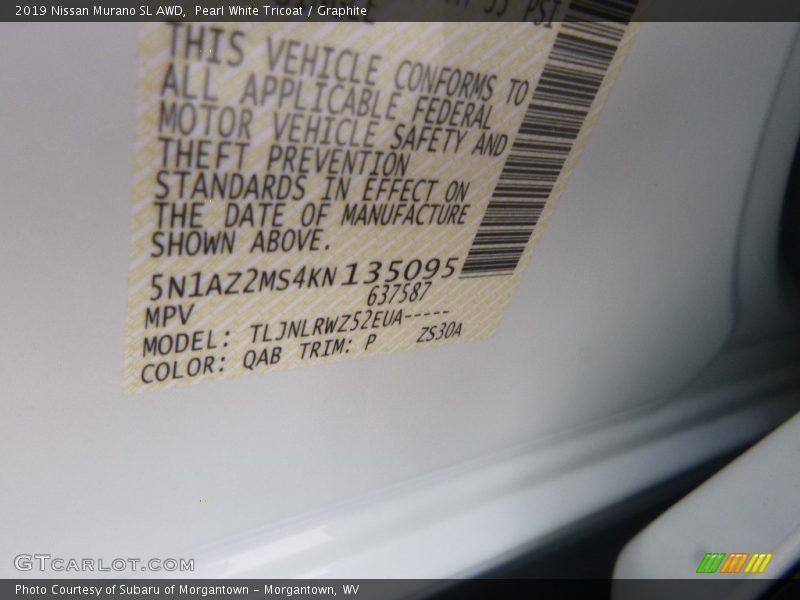 2019 Nissan Murano SL AWD, Pearl White Tricoat / Graphite
PSI
THIS VEHICLE CONFORMS TO
ALL APPLICABLE FEDERAL
MOTOR VEHICLE SAFETY AND
THEFT PREVENTION
STANDARDS IN EFFECT ON
THE DATE OF MANUFACTURE
SHOWN ABOVE.
5N1AZ2MS4KN135095
637587
MPV
MODEL: TLJNLRWZ52EUA-----
COLOR: QAB TRIM: P ZS30A
GTCARLOT.COM
Photo Courtesy of Subaru of Morgantown - Morgantown, WV